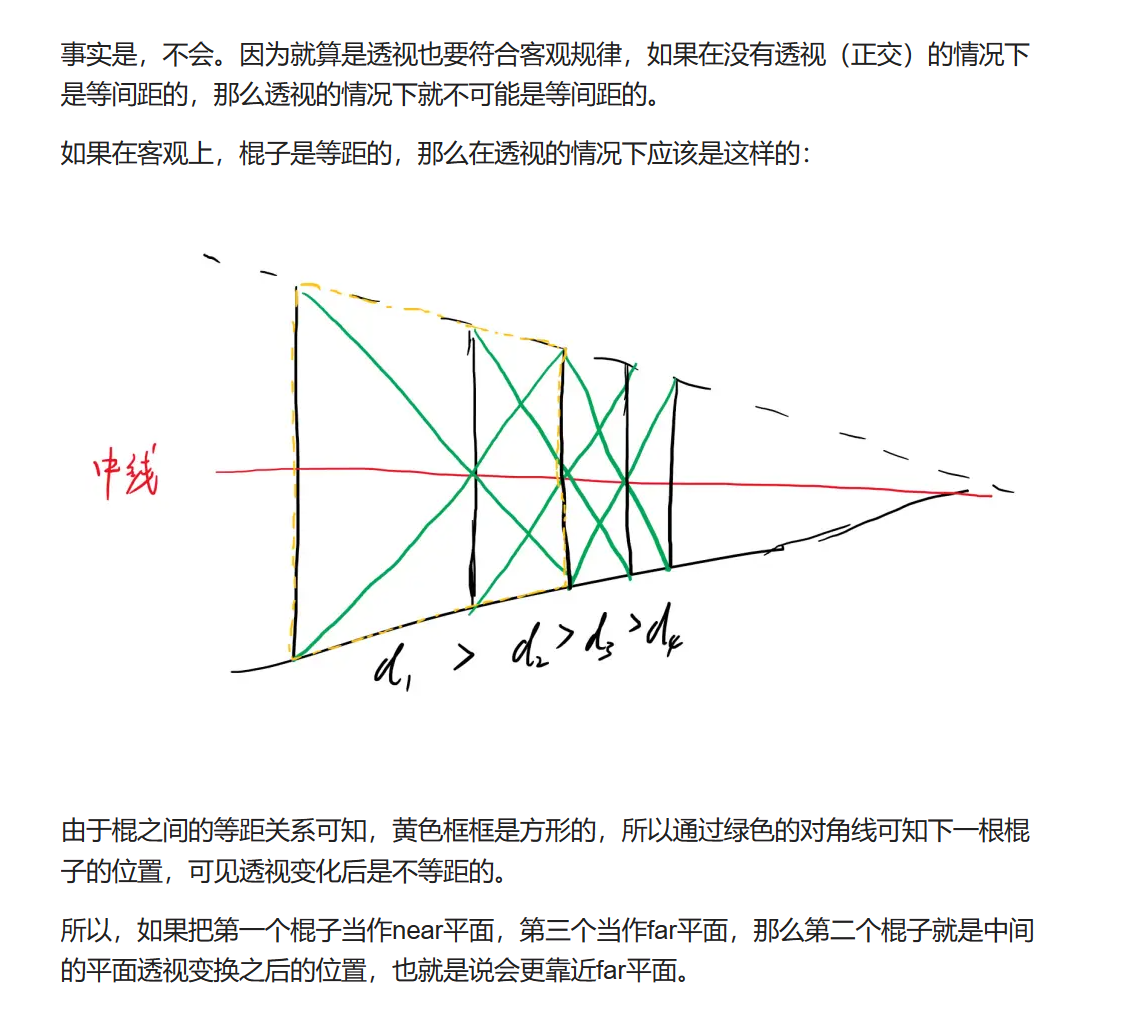 事实是，不会。因为就算是透视也要符合客观规律，如果在没有透视（正交）的情况下
是等间距的，那么透视的情况下就不可能是等间距的。
如果在客观上，棍子是等距的，那么在透视的情况下应该是这样的：
中线
d₁ > d₂ > d₃ > d₄
由于棍之间的等距关系可知，黄色框框是方形的，所以通过绿色的对角线可知下一根棍
子的位置，可见透视变化后是不等距的。
所以，如果把第一个棍子当作near平面，第三个当作far平面，那么第二个棍子就是中间
的平面透视变换之后的位置，也就是说会更靠近far平面。